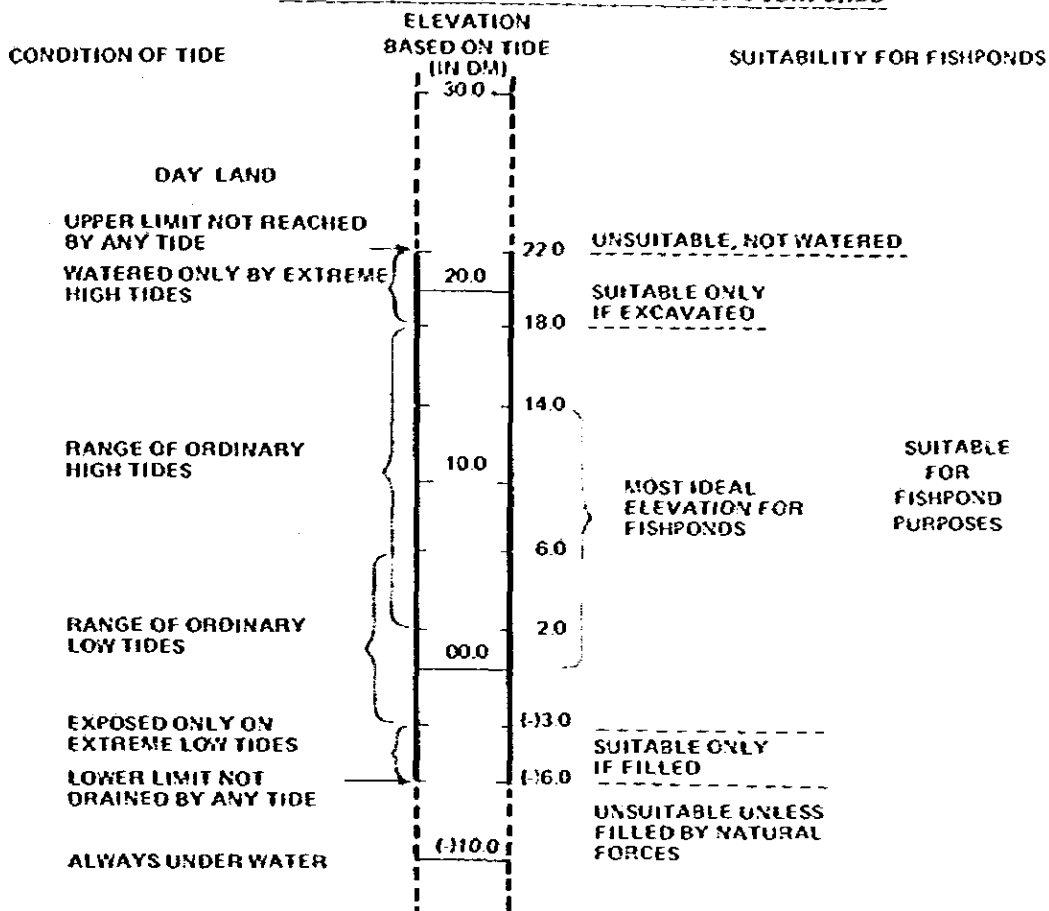 CONDITION OF TIDE
ELEVATION
BASED ON TIDE
(IN DM)
SUITABILITY FOR FISHPONDS
30.0
DAY LAND
UPPER LIMIT NOT REACHED
BY ANY TIDE
22.0
UNSUITABLE, NOT WATERED
WATERED ONLY BY EXTREME
HIGH TIDES
20.0
SUITABLE ONLY
IF EXCAVATED
18.0
14.0
RANGE OF ORDINARY
HIGH TIDES
10.0
MOST IDEAL
ELEVATION FOR
FISHPONDS
SUITABLE
FOR
FISHPOND
PURPOSES
6.0
RANGE OF ORDINARY
LOW TIDES
2.0
00.0
EXPOSED ONLY ON
EXTREME LOW TIDES
(-)3.0
SUITABLE ONLY
IF FILLED
LOWER LIMIT NOT
DRAINED BY ANY TIDE
(-)6.0
UNSUITABLE UNLESS
FILLED BY NATURAL
FORCES
ALWAYS UNDER WATER
(-)10.0